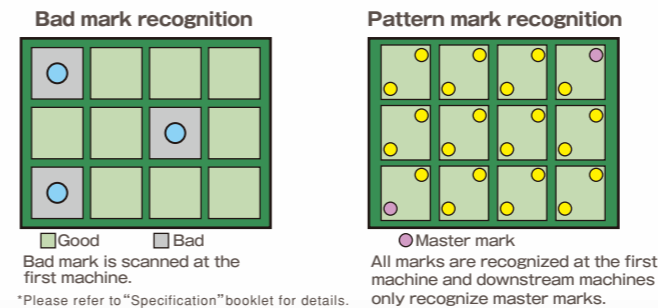 Bad mark recognition
Good
Bad
Bad mark is scanned at the
first machine.
*Please refer to“Specification”booklet for details.
Pattern mark recognition
Master mark
All marks are recognized at the first
machine and downstream machines
only recognize master marks.